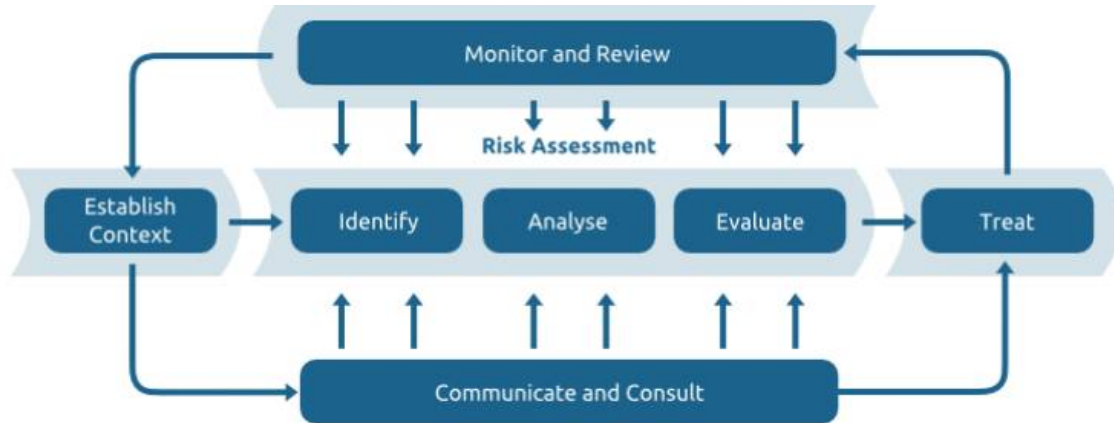 Monitor and Review
Risk Assessment
Establish
Context
Identify
Analyse
Evaluate
Treat
Communicate and Consult